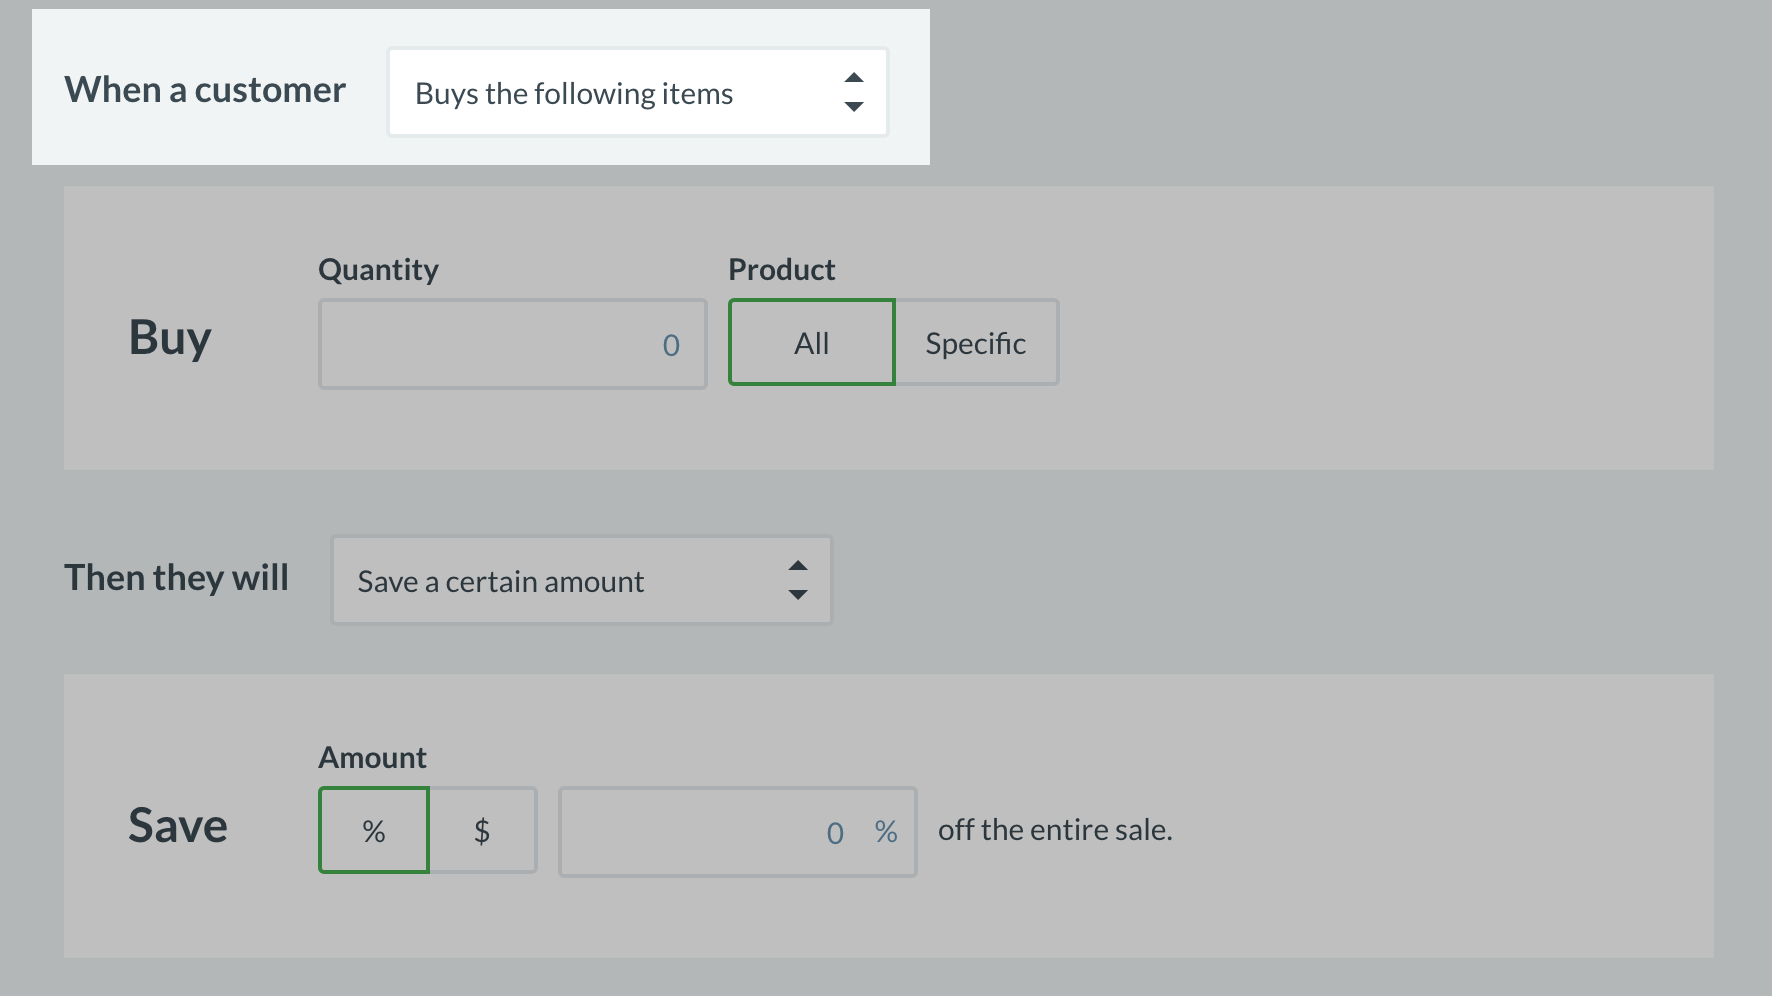 When a customer
Buys the following items
Quantity
Product
Buy
0
All
Specific
Then they will
Save a certain amount
Amount
Save
%
$
0 %
off the entire sale.